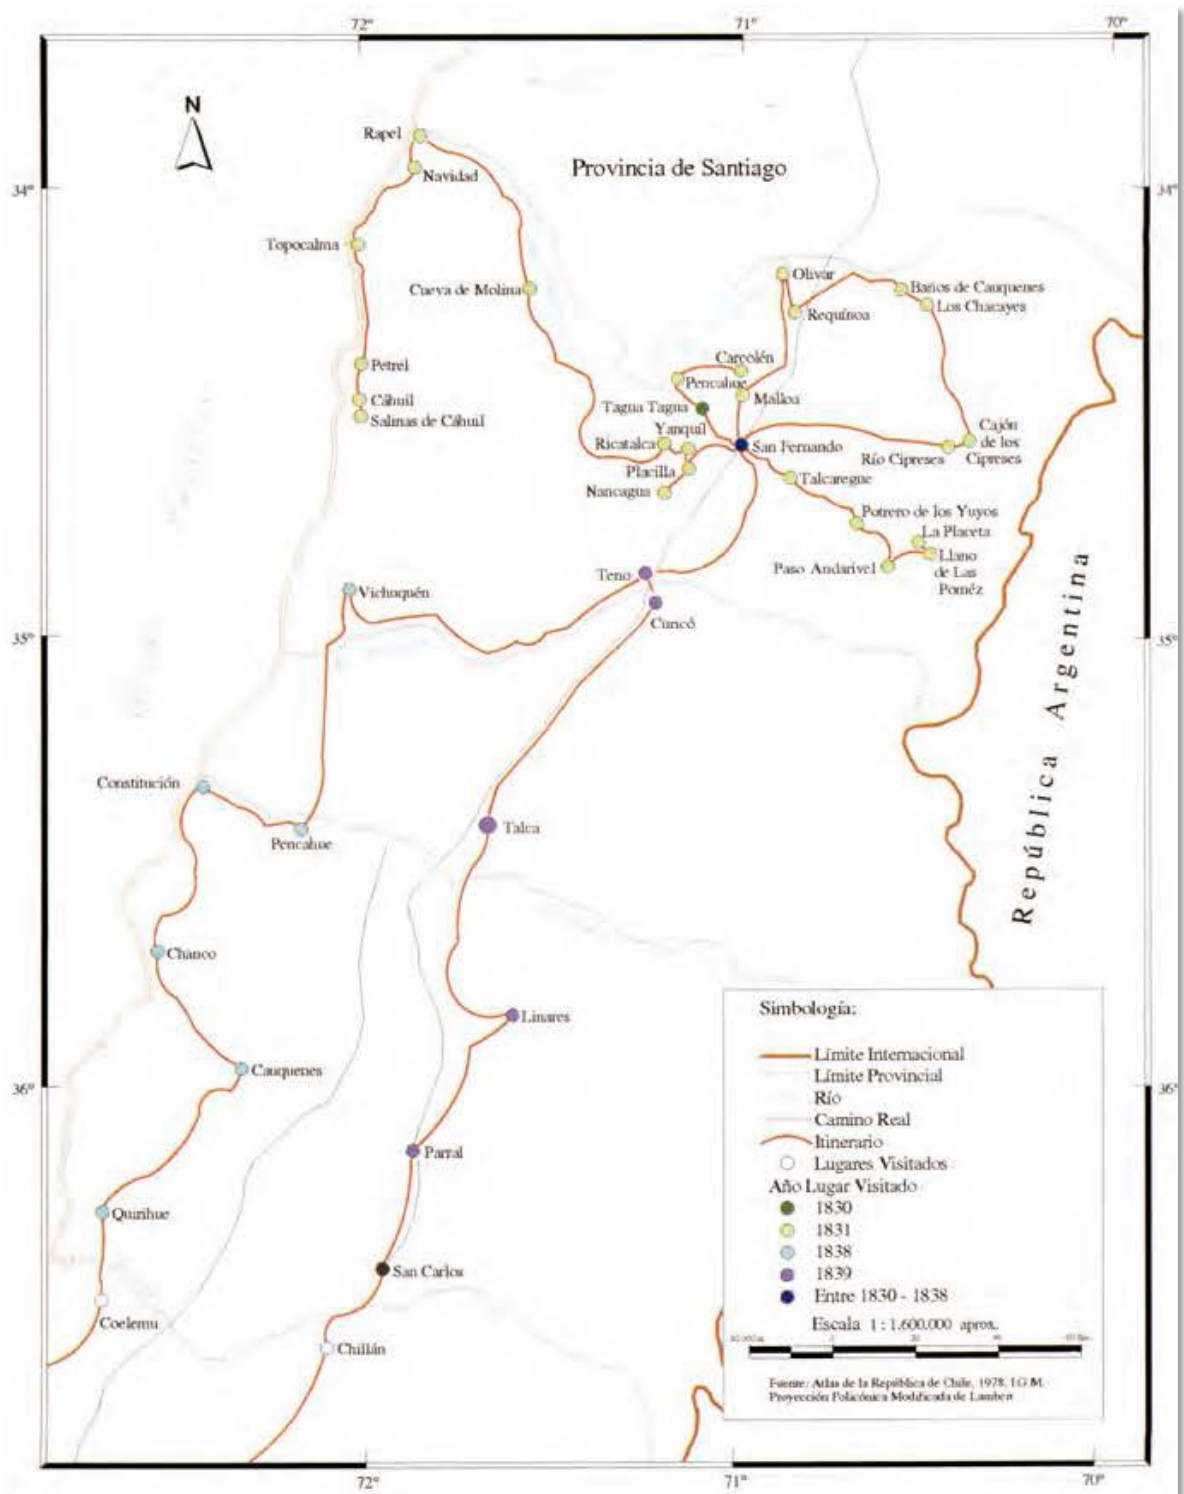 72°
71°
70°
N
Rapel
Navidad
Provincia de Santiago
34°
34°
Topocalma
Cueva de Molina
Olivar
Baños de Cauquenes
Los Chacayes
Requínoa
Petrel
Cáhuil
Salinas de Cáhuil
Carcolén
Pencahue
Malloa
Tagua Tagua
Yanquil
Ricatalca
San Fernando
Cajón
de los
Cipreses
Río Cipreses
Placilla
Nancagua
Talcaregue
Potrero de los Yuyos
La Placeta
Llano
de Las
Poméz
Paso Andarivel
Teno
Curicó
Vichuquén
35°
35°
República Argentina
Constitución
Pencahue
Talca
Chanco
Linares
Cauquenes
36°
36°
Parral
Quirihue
San Carlos
Coelemu
Chillán
Simbología:
Límite Internacional
Límite Provincial
Río
Camino Real
Itinerario
Lugares Visitados
Año Lugar Visitado
1830
1831
1838
1839
Entre 1830 - 1838
Escala 1 : 1.600.000 aprox.
Fuente: Atlas de la República de Chile, 1978, I.G.M.
Proyección Policónica Modificada de Lambert
72°
71°
70°